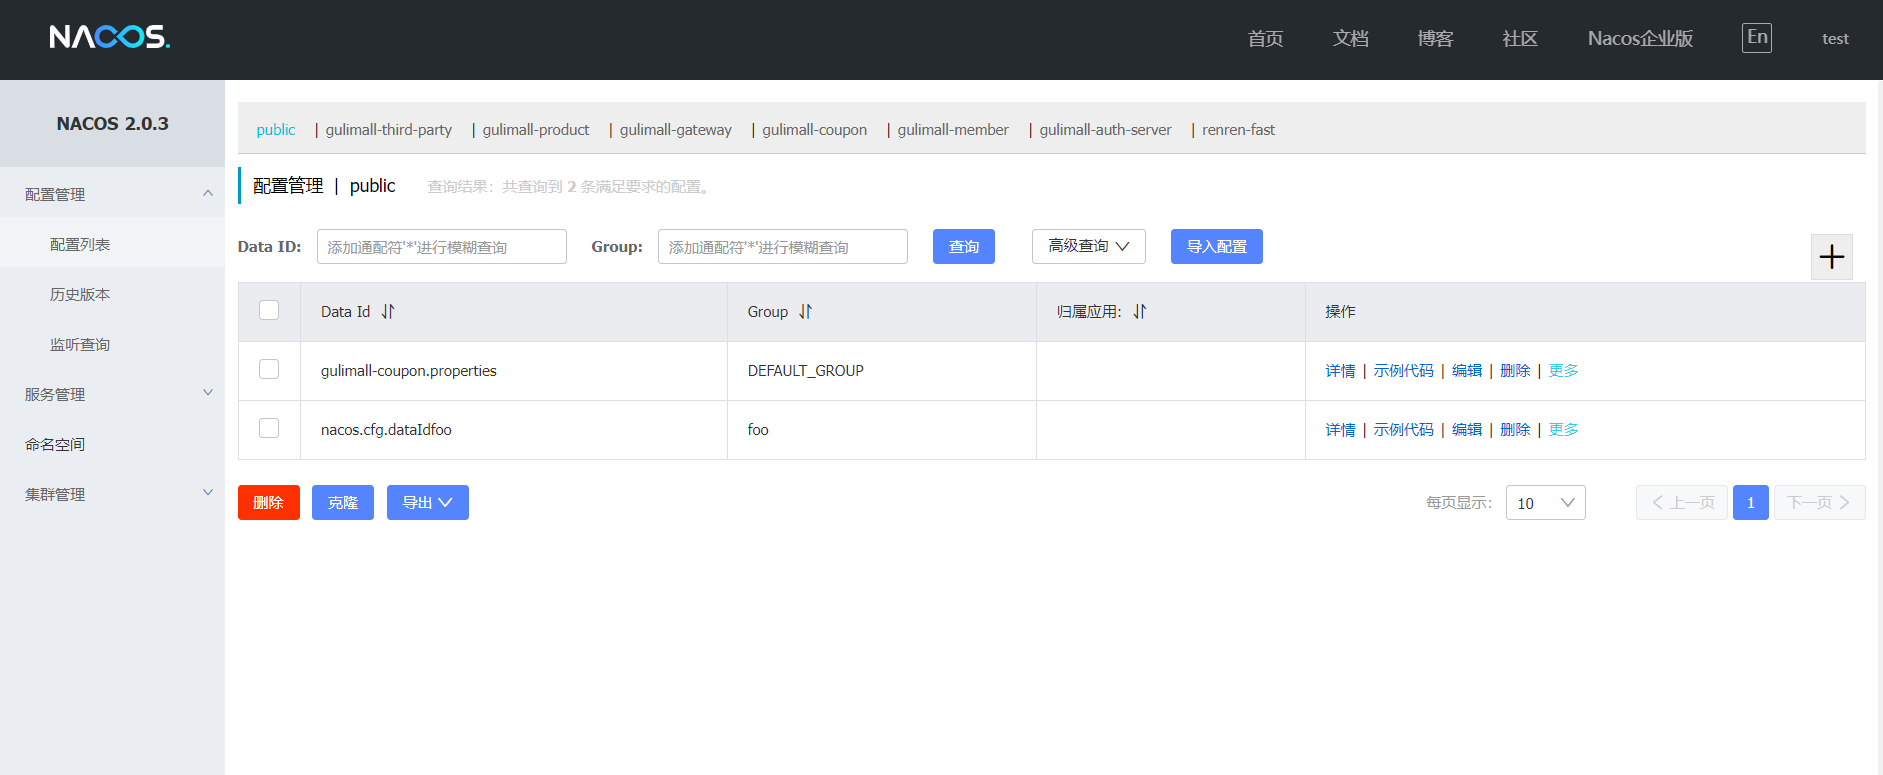 NACOS. 首页 文档 博客 社区 Nacos企业版 En test
NACOS 2.0.3
配置管理
配置列表
历史版本
监听查询
服务管理
命名空间
集群管理
public | gulimall-third-party | gulimall-product | gulimall-gateway | gulimall-coupon | gulimall-member | gulimall-auth-server | renren-fast
配置管理 | public 查询结果：共查询到 2 条满足要求的配置。
Data ID: 添加通配符'*'进行模糊查询 Group: 添加通配符'*'进行模糊查询 查询 高级查询 导入配置
Data Id Group 归属应用: 操作
gulimall-coupon.properties DEFAULT_GROUP 详情 | 示例代码 | 编辑 | 删除 | 更多
nacos.cfg.dataIdfoo foo 详情 | 示例代码 | 编辑 | 删除 | 更多
删除 克隆 导出 每页显示: 10 上一页 1 下一页